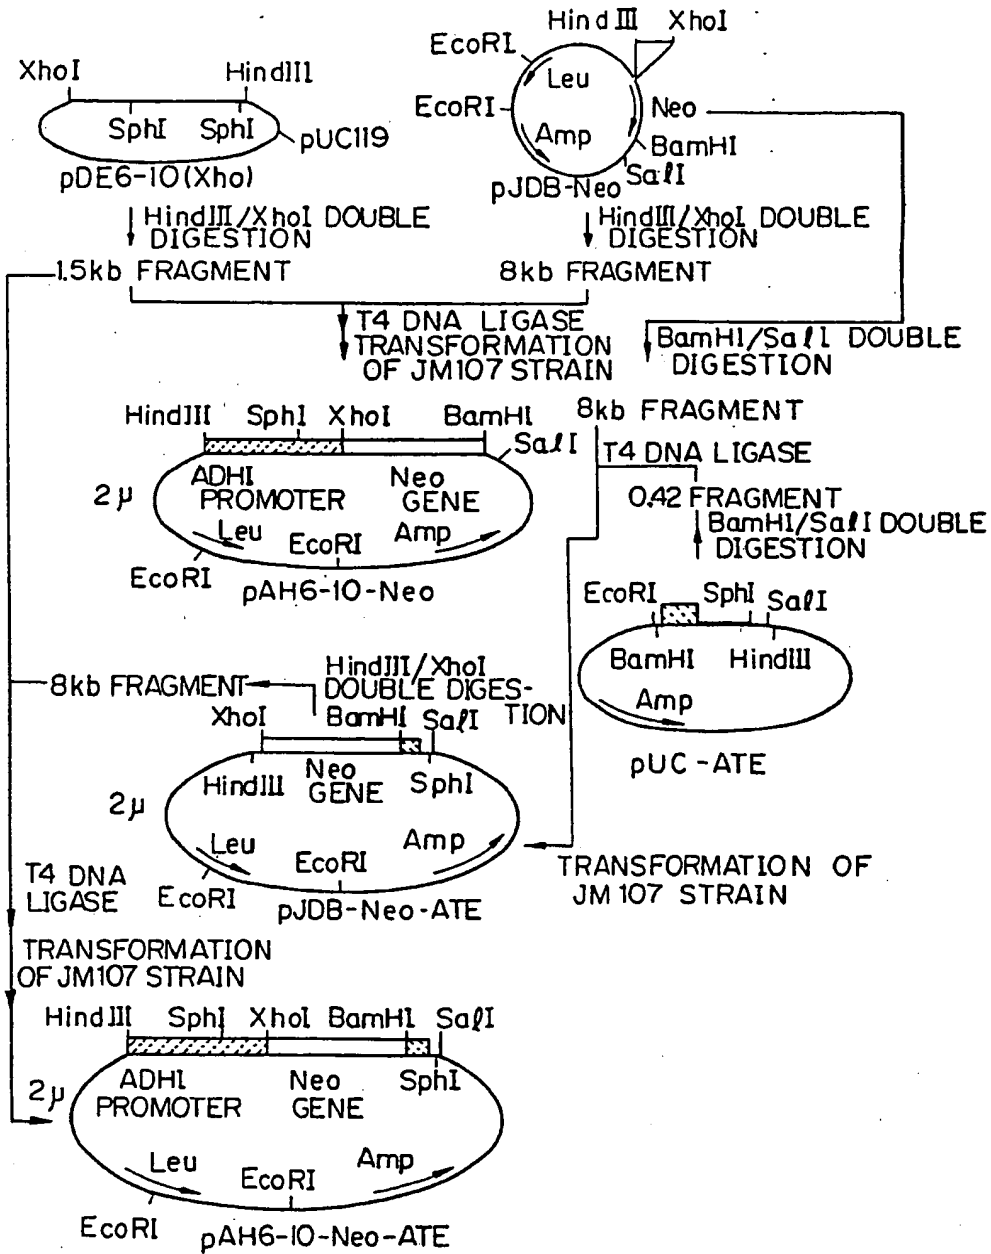 XhoI
HindIII
SphI
SphI
pUC119
pDE6-10(Xho)
HindIII/XhoI DOUBLE
DIGESTION
1.5kb FRAGMENT
HindIII
XhoI
EcoRI
Leu
EcoRI
Neo
Amp
BamHI
SalI
pJDB-Neo
HindIII/XhoI DOUBLE
DIGESTION
8kb FRAGMENT
T4 DNA LIGASE
TRANSFORMATION
OF JM107 STRAIN
BamHI/SalI DOUBLE
DIGESTION
8kb FRAGMENT
T4 DNA LIGASE
0.42 FRAGMENT
BamHI/SalI DOUBLE
DIGESTION
HindIII
SphI
XhoI
BamHI
SalI
2μ
ADHI
PROMOTER
Neo
GENE
Leu
EcoRI
Amp
EcoRI
pAH6-10-Neo
EcoRI
SphI
SalI
BamHI
HindIII
Amp
pUC-ATE
HindIII/XhoI
DOUBLE DIGES-
TION
8kb FRAGMENT
XhoI
BamHI
SalI
HindIII
Neo
GENE
SphI
2μ
Leu
EcoRI
Amp
EcoRI
pJDB-Neo-ATE
TRANSFORMATION OF
JM107 STRAIN
T4 DNA
LIGASE
TRANSFORMATION
OF JM107 STRAIN
HindIII
SphI
XhoI
BamHI
SalI
2μ
ADHI
PROMOTER
Neo
GENE
SphI
Leu
EcoRI
Amp
EcoRI
pAH6-10-Neo-ATE